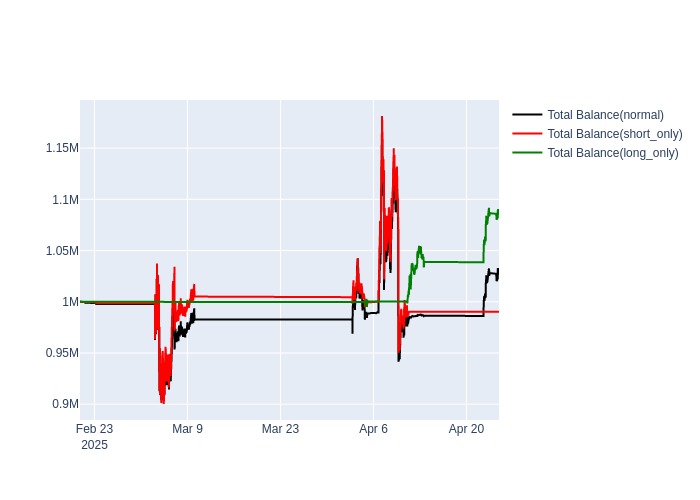 Total Balance(normal)
Total Balance(short_only)
Total Balance(long_only)
1.15M
1.1M
1.05M
1M
0.95M
0.9M
Feb 23
2025
Mar 9
Mar 23
Apr 6
Apr 20